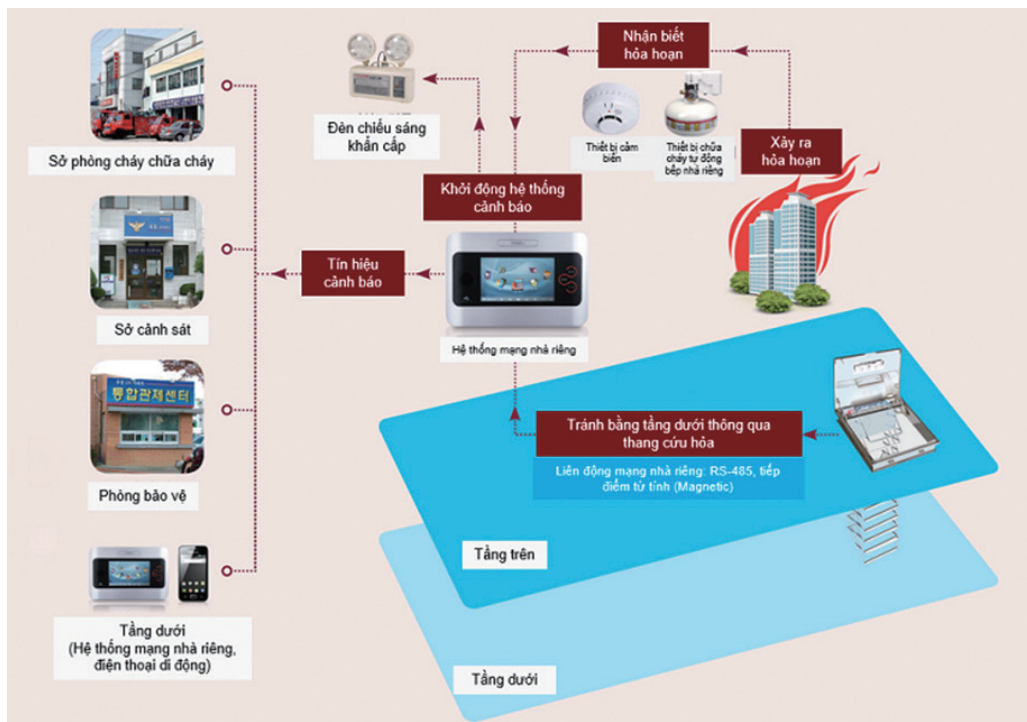 Nhận biết
hỏa hoạn
Thiết bị cảm
biến
Thiết bị chữa
cháy tự động
bếp nhà riêng
Xảy ra
hỏa hoạn
Đèn chiếu sáng
khẩn cấp
Sở phòng cháy chữa cháy
Khởi động hệ thống
cảnh báo
Tín hiệu
cảnh báo
Sở cảnh sát
Hệ thống mạng nhà riêng
통합관제센터
Phòng bảo vệ
Tránh bằng tầng dưới thông qua
thang cứu hỏa
Liên động mạng nhà riêng: RS-485, tiếp
điểm từ tính (Magnetic)
Tầng trên
Tầng dưới
(Hệ thống mạng nhà riêng,
điện thoại di động)
Tầng dưới